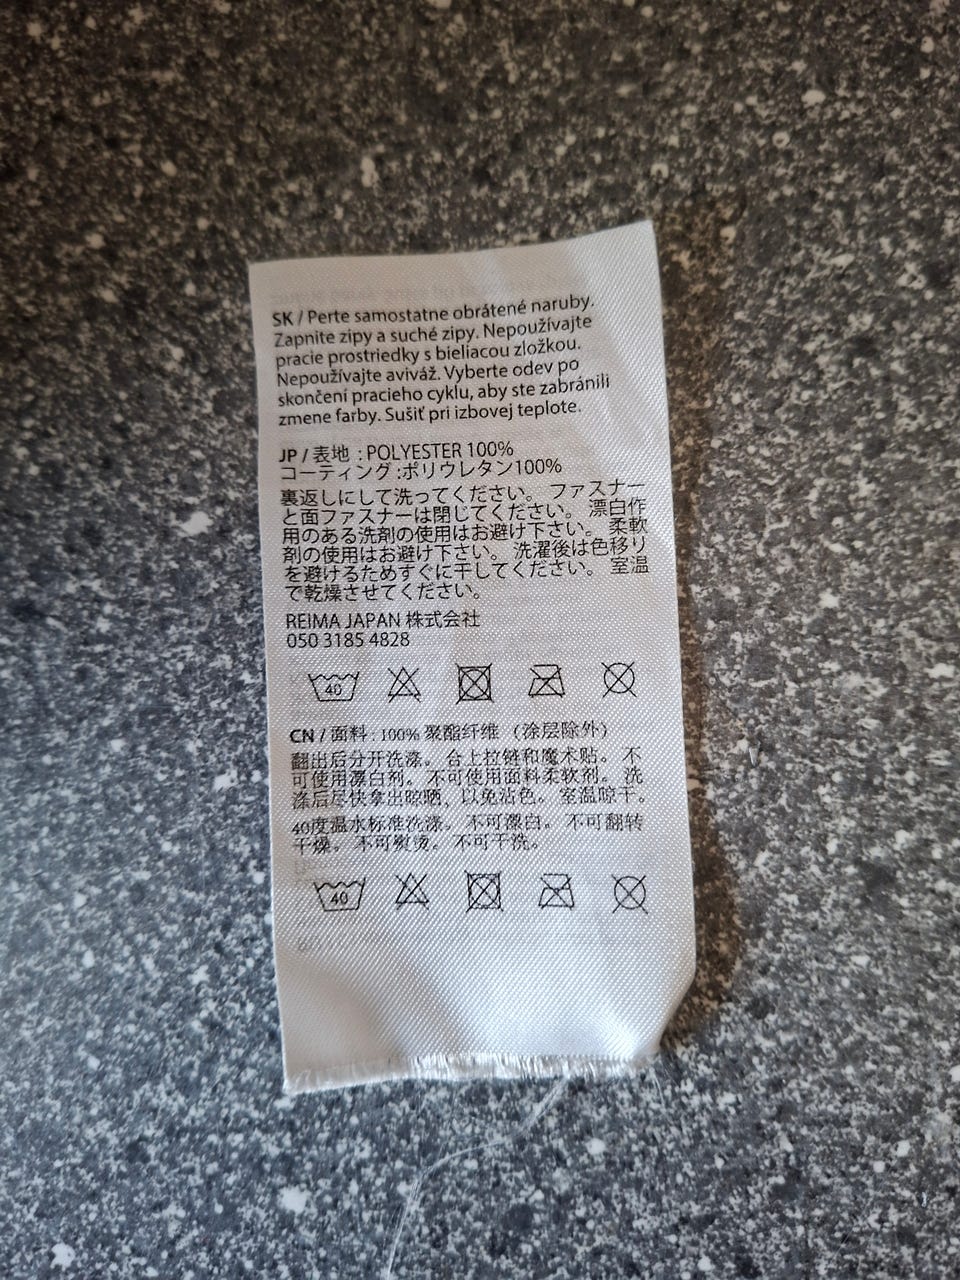 SK / Perte samostatne obrátené naruby.
Zapnite zipy a suché zipy. Nepoužívajte
pracie prostriedky s bieliacou zložkou.
Nepoužívajte aviváž. Vyberte odev po
skončení pracieho cyklu, aby ste zabránili
zmene farby. Sušiť pri izbovej teplote.
JP / 表地 : POLYESTER 100%
コーティング :ポリウレタン100%
裏返しにして洗ってください。 ファスナー
と面ファスナーは閉じてください。 漂白作
用のある洗剤の使用はお避け下さい。 柔軟
剤の使用はお避け下さい。 洗濯後は色移り
を避けるためすぐに干してください。 室温
で乾燥させてください。
REIMA JAPAN 株式会社
050 3185 4828
40
CN / 面料 : 100% 聚酯纤维 (涂层除外)
翻出后分开洗涤。 合上拉链和魔术贴。 不
可使用漂白剂。 不可使用面料柔软剂。 洗
涤后尽快拿出晾晒, 以免沾色。 室温晾干。
40度温水标准洗涤。 不可漂白。 不可翻转
干燥。 不可熨烫。 不可干洗。
40